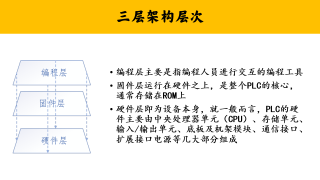 三层架构层次
编程层
固件层
硬件层
• 编程层主要是指编程人员进行交互的编程工具
• 固件层运行在硬件之上，是整个PLC的核心，
通常存储在ROM上
• 硬件层即为设备本身，就一般而言，PLC的硬
件主要由中央处理器单元（CPU）、存储单元、
输入/输出单元、底板及机架模块、通信接口、
扩展接口电源等几大部分组成